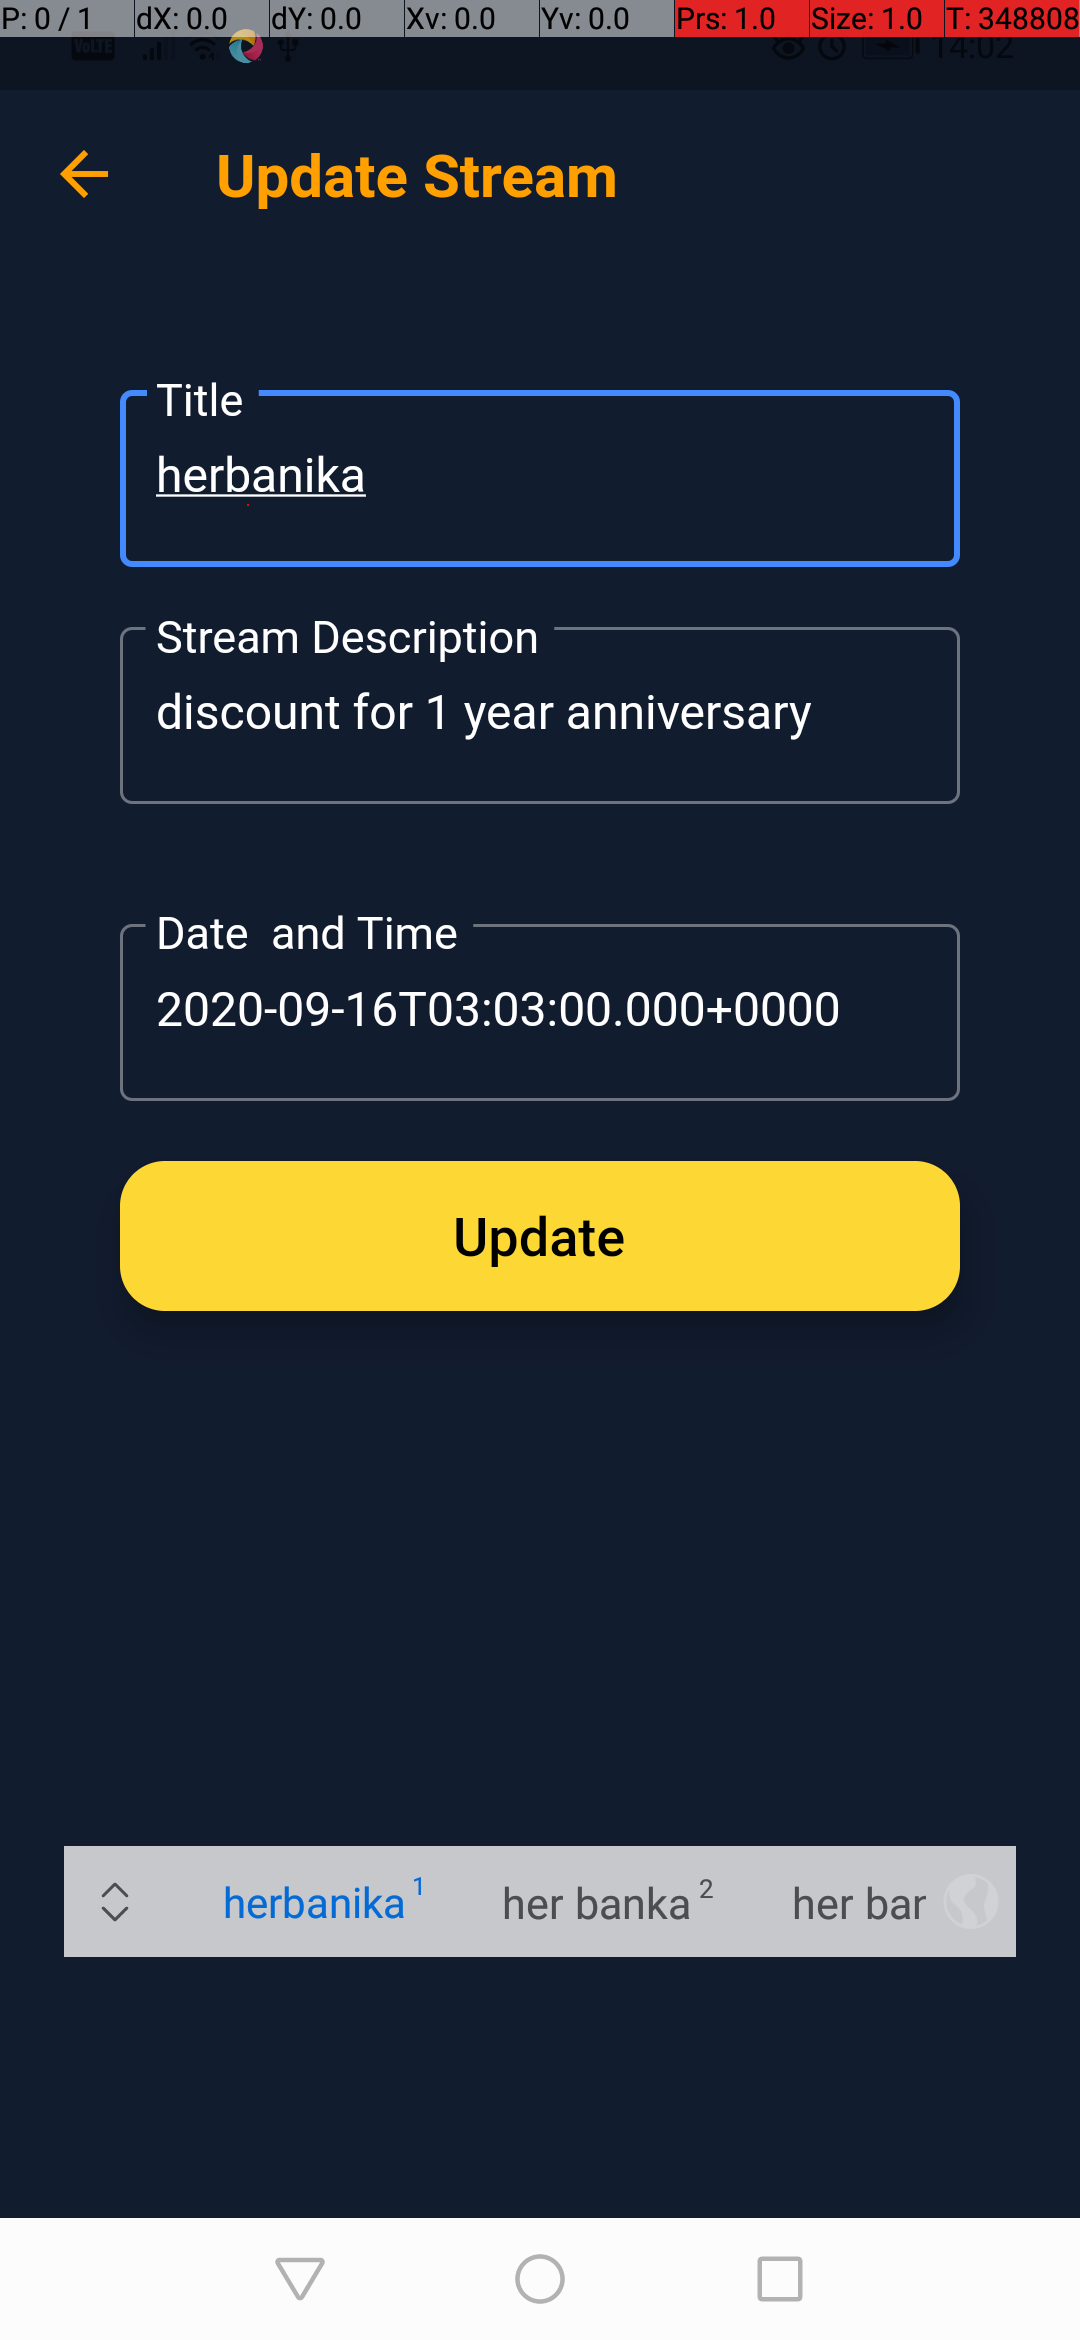 P: 0 / 1 dX: 0.0 dY: 0.0 Xv: 0.0 Yv: 0.0 Prs: 1.0 Size: 1.0 T: 348808
VoLTE 14:02
Update Stream
Title
herbanika
Stream Description
discount for 1 year anniversary
Date and Time
2020-09-16T03:03:00.000+0000
Update
herbanika 1 her banka 2 her bar